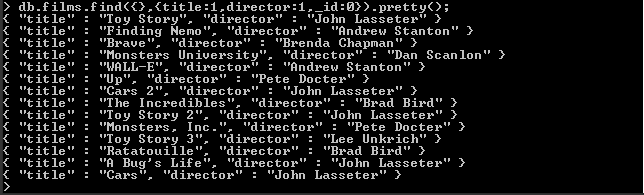 > db.films.find({},{title:1,director:1,_id:0}).pretty();
{ "title" : "Toy Story", "director" : "John Lasseter" }
{ "title" : "Finding Nemo", "director" : "Andrew Stanton" }
{ "title" : "Brave", "director" : "Brenda Chapman" }
{ "title" : "Monsters University", "director" : "Dan Scanlon" }
{ "title" : "WALL-E", "director" : "Andrew Stanton" }
{ "title" : "Up", "director" : "Pete Docter" }
{ "title" : "Cars 2", "director" : "John Lasseter" }
{ "title" : "The Incredibles", "director" : "Brad Bird" }
{ "title" : "Toy Story 2", "director" : "John Lasseter" }
{ "title" : "Monsters, Inc.", "director" : "Pete Docter" }
{ "title" : "Toy Story 3", "director" : "Lee Unkrich" }
{ "title" : "Ratatouille", "director" : "Brad Bird" }
{ "title" : "A Bug's Life", "director" : "John Lasseter" }
{ "title" : "Cars", "director" : "John Lasseter" }
>